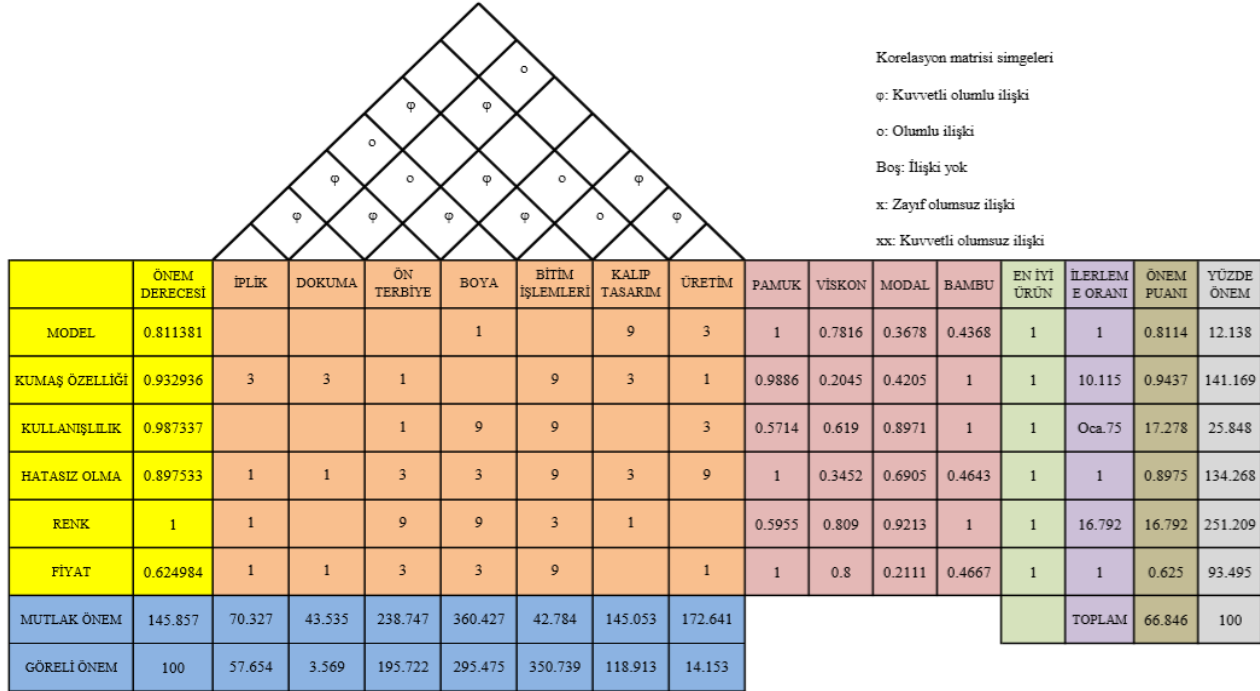 Korelasyon matrisi simgeleri
φ: Kuvvetli olumlu ilişki
o: Olumlu ilişki
Boş: İlişki yok
x: Zayıf olumsuz ilişki
xx: Kuvvetli olumsuz ilişki
o
φ φ
o
φ o φ o φ
φ φ φ φ o φ
ÖNEM DERECESİ İPLİK DOKUMA ÖN TERBİYE BOYA BİTİM İŞLEMLERİ KALIP TASARIM ÜRETİM PAMUK VİSKON MODAL BAMBU EN İYİ ÜRÜN İLERLEM E ORANI ÖNEM PUANI YÜZDE ÖNEM
MODEL 0.811381 1 9 3 1 0.7816 0.3678 0.4368 1 1 0.8114 12.138
KUMAŞ ÖZELLİĞİ 0.932936 3 3 1 9 3 1 0.9886 0.2045 0.4205 1 1 10.115 0.9437 141.169
KULLANIŞLILIK 0.987337 1 9 9 3 0.5714 0.619 0.8971 1 1 Oca.75 17.278 25.848
HATASIZ OLMA 0.897533 1 1 3 3 9 3 9 1 0.3452 0.6905 0.4643 1 1 0.8975 134.268
RENK 1 1 9 9 3 1 0.5955 0.809 0.9213 1 1 16.792 16.792 251.209
FİYAT 0.624984 1 1 3 3 9 1 1 0.8 0.2111 0.4667 1 1 0.625 93.495
MUTLAK ÖNEM 145.857 70.327 43.535 238.747 360.427 42.784 145.053 172.641 TOPLAM 66.846 100
GÖRELİ ÖNEM 100 57.654 3.569 195.722 295.475 350.739 118.913 14.153